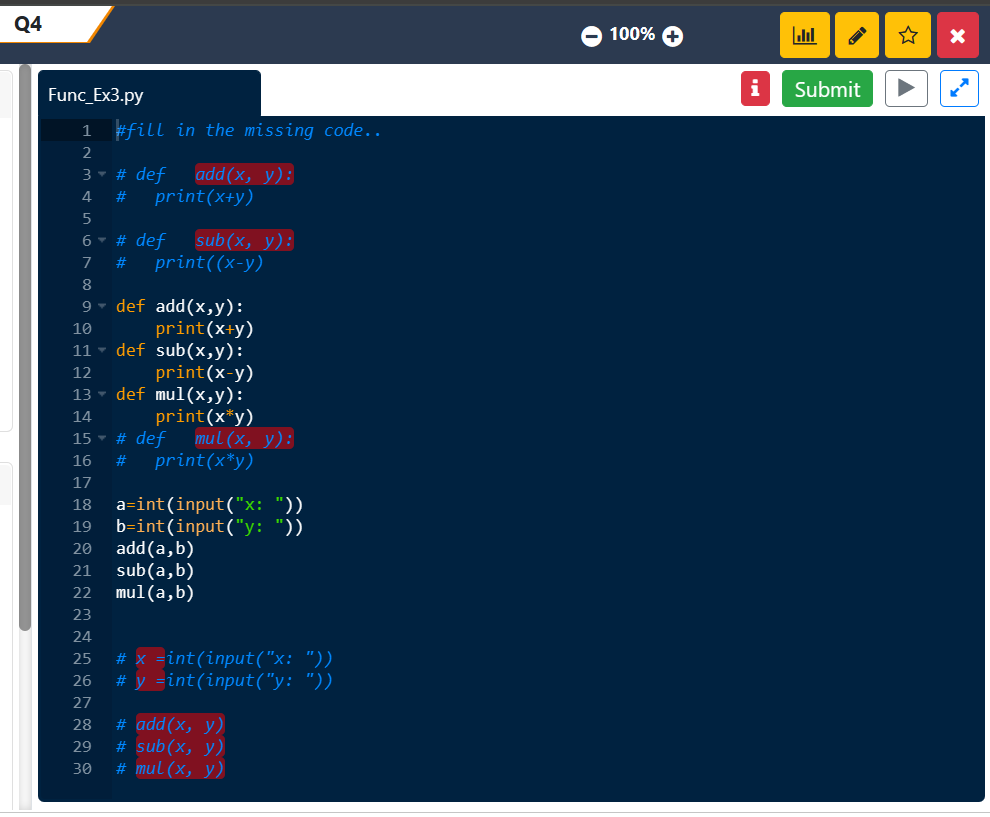 Q4
100%
Func_Ex3.py
Submit
1 #fill in the missing code..
2
3 # def   add(x, y):
4 #   print(x+y)
5
6 # def   sub(x, y):
7 #   print((x-y)
8
9 def add(x,y):
10     print(x+y)
11 def sub(x,y):
12     print(x-y)
13 def mul(x,y):
14     print(x*y)
15 # def   mul(x, y):
16 #   print(x*y)
17
18 a=int(input("x: "))
19 b=int(input("y: "))
20 add(a,b)
21 sub(a,b)
22 mul(a,b)
23
24
25 # x =int(input("x: "))
26 # y =int(input("y: "))
27
28 # add(x, y)
29 # sub(x, y)
30 # mul(x, y)